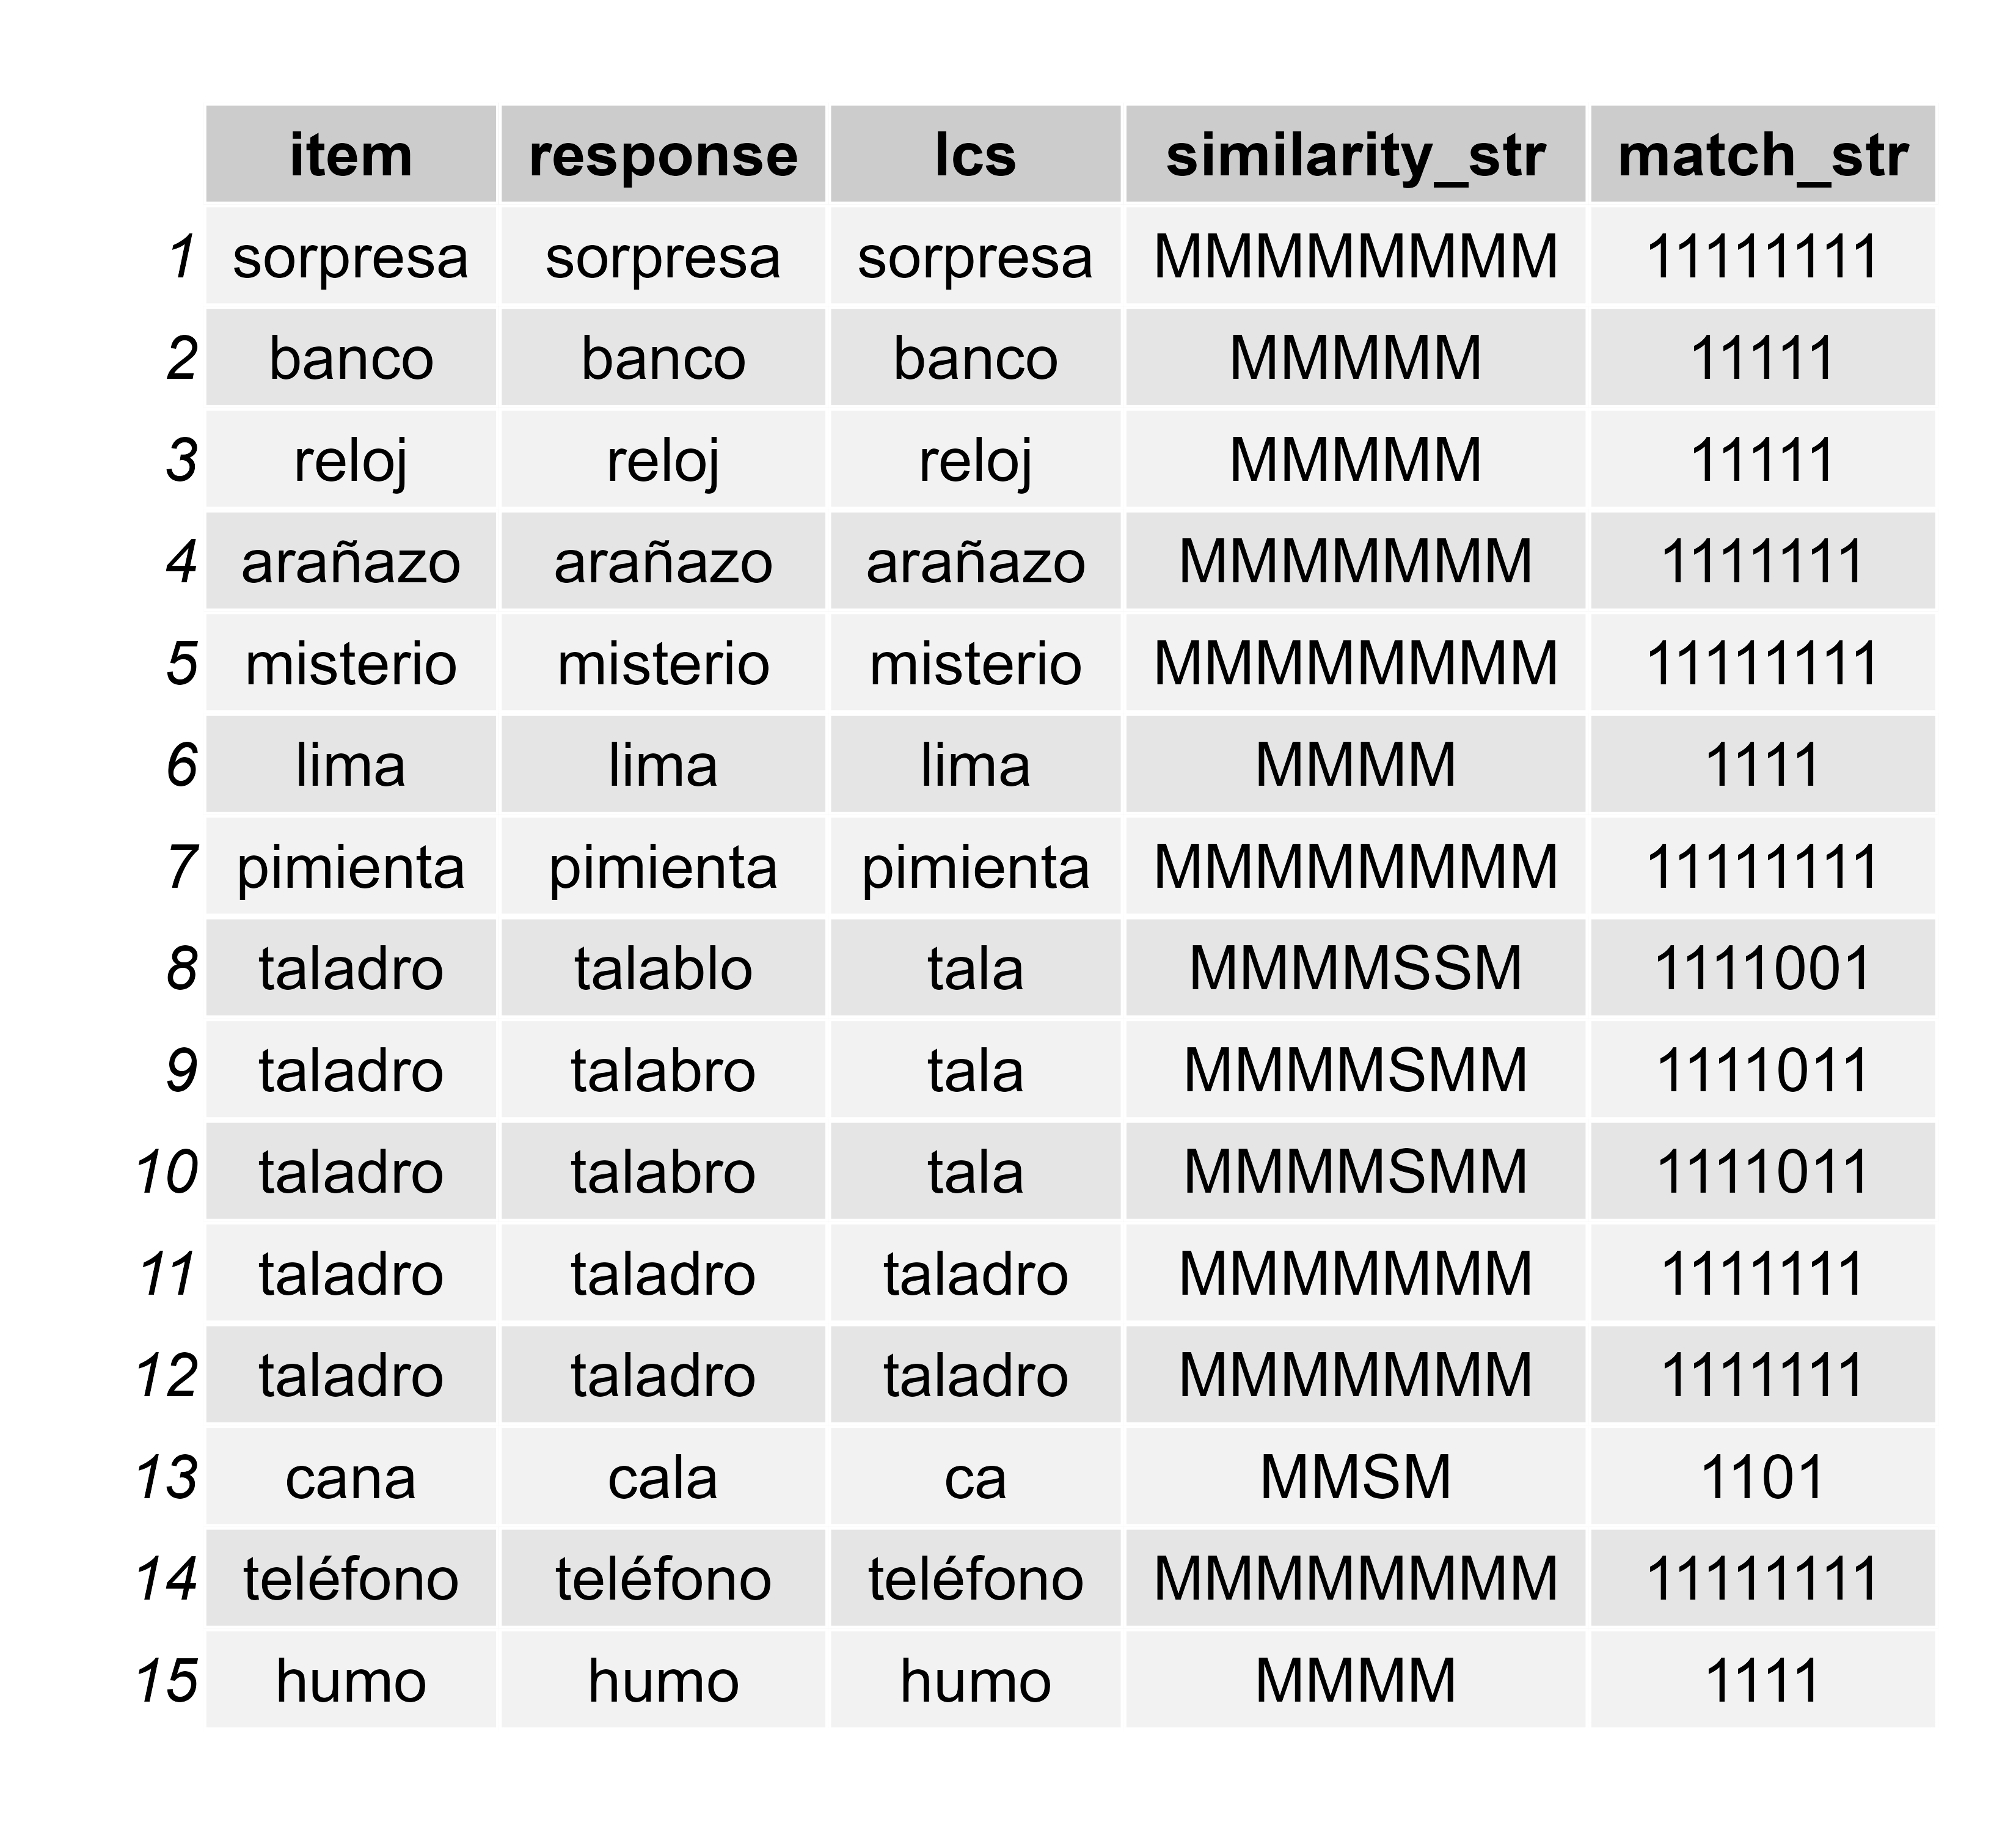 item response lcs similarity_str match_str
1 sorpresa sorpresa sorpresa MMMMMMMM 11111111
2 banco banco banco MMMMM 11111
3 reloj reloj reloj MMMMM 11111
4 arañazo arañazo arañazo MMMMMMM 1111111
5 misterio misterio misterio MMMMMMMM 11111111
6 lima lima lima MMMM 1111
7 pimienta pimienta pimienta MMMMMMMM 11111111
8 taladro talablo tala MMMMSSM 1111001
9 taladro talabro tala MMMMSMM 1111011
10 taladro talabro tala MMMMSMM 1111011
11 taladro taladro taladro MMMMMMM 1111111
12 taladro taladro taladro MMMMMMM 1111111
13 cana cala ca MMSM 1101
14 teléfono teléfono teléfono MMMMMMMM 11111111
15 humo humo humo MMMM 1111